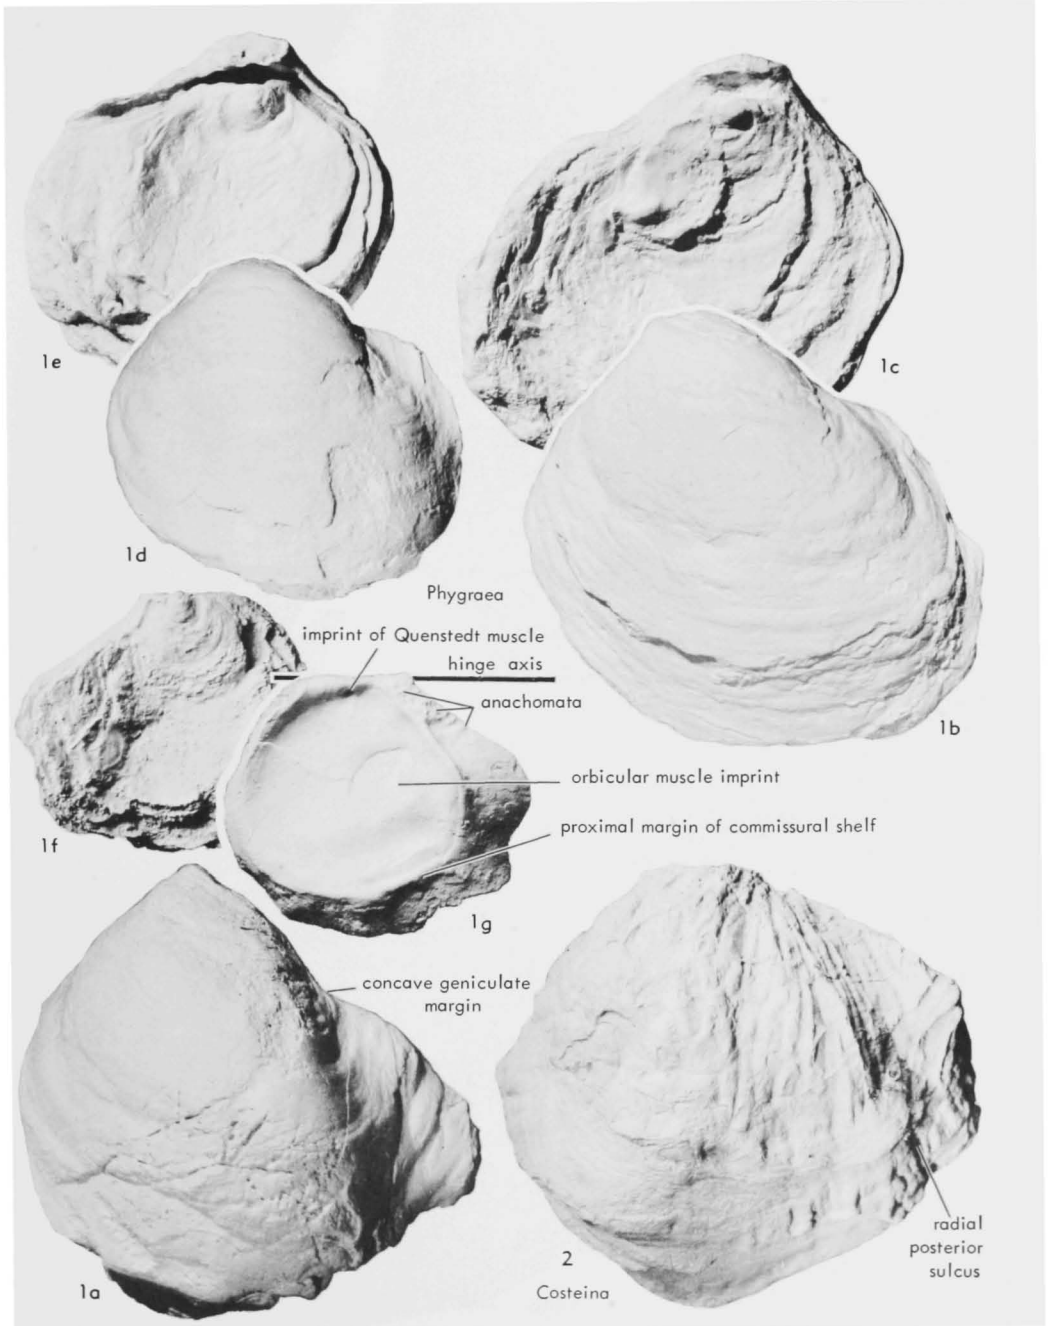 1e
1c
1d
Phygraea
imprint of Quenstedt muscle
hinge axis
anachomata
1b
orbicular muscle imprint
proximal margin of commissural shelf
1f
1g
concave geniculate
margin
radial
posterior
sulcus
2
1a
Costeina